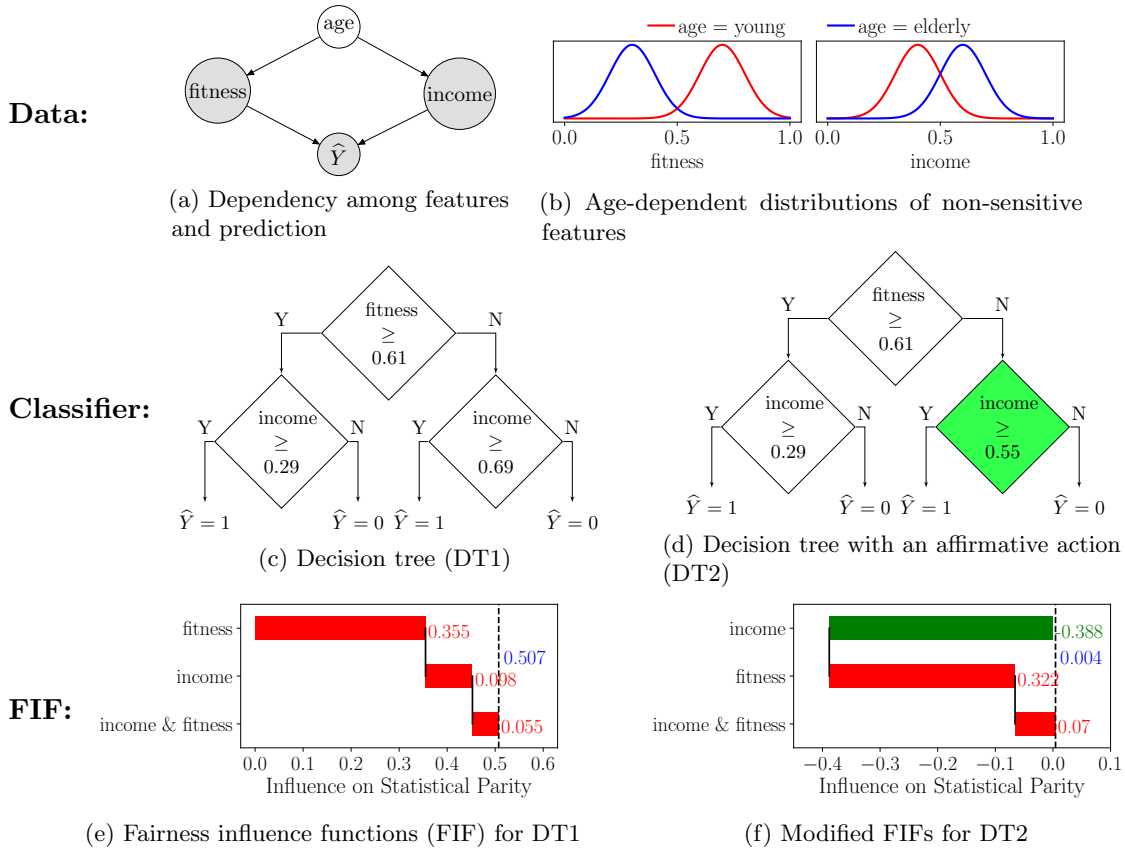 Data:
age
fitness
income
Ŷ
(a) Dependency among features
and prediction
age = young
age = elderly
0.0
0.5
1.0
fitness
0.0
0.5
1.0
income
(b) Age-dependent distributions of non-sensitive
features
Classifier:
fitness
≥
0.61
Y
N
income
≥
0.29
income
≥
0.69
Y
N
Y
N
Ŷ = 1
Ŷ = 0
Ŷ = 1
Ŷ = 0
(c) Decision tree (DT1)
fitness
≥
0.61
Y
N
income
≥
0.29
income
≥
0.55
Y
N
Y
N
Ŷ = 1
Ŷ = 0
Ŷ = 1
Ŷ = 0
(d) Decision tree with an affirmative action
(DT2)
FIF:
fitness
0.355
0.507
income
0.098
income & fitness
0.055
0.0 0.1 0.2 0.3 0.4 0.5 0.6
Influence on Statistical Parity
(e) Fairness influence functions (FIF) for DT1
income
-0.388
0.004
fitness
0.322
income & fitness
0.07
−0.4 −0.3 −0.2 −0.1 0.0 0.1
Influence on Statistical Parity
(f) Modified FIFs for DT2